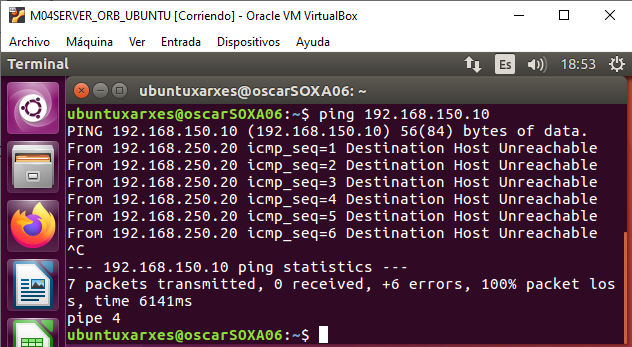 M04SERVER_ORB_UBUNTU [Corriendo] - Oracle VM VirtualBox
Archivo Máquina Ver Entrada Dispositivos Ayuda
Terminal Es 18:53
ubuntuxarxes@oscarSOXA06: ~
ubuntuxarxes@oscarSOXA06:~$ ping 192.168.150.10
PING 192.168.150.10 (192.168.150.10) 56(84) bytes of data.
From 192.168.250.20 icmp_seq=1 Destination Host Unreachable
From 192.168.250.20 icmp_seq=2 Destination Host Unreachable
From 192.168.250.20 icmp_seq=3 Destination Host Unreachable
From 192.168.250.20 icmp_seq=4 Destination Host Unreachable
From 192.168.250.20 icmp_seq=5 Destination Host Unreachable
From 192.168.250.20 icmp_seq=6 Destination Host Unreachable
^C
--- 192.168.150.10 ping statistics ---
7 packets transmitted, 0 received, +6 errors, 100% packet los
s, time 6141ms
pipe 4
ubuntuxarxes@oscarSOXA06:~$